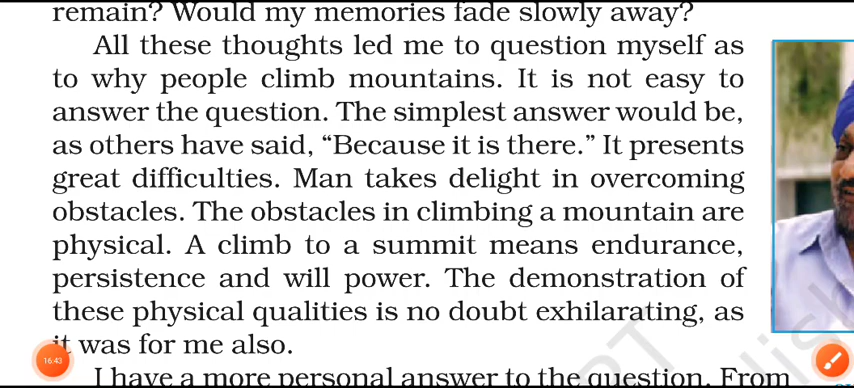 remain? Would my memories fade slowly away?
All these thoughts led me to question myself as
to why people climb mountains. It is not easy to
answer the question. The simplest answer would be,
as others have said, “Because it is there.” It presents
great difficulties. Man takes delight in overcoming
obstacles. The obstacles in climbing a mountain are
physical. A climb to a summit means endurance,
persistence and will power. The demonstration of
these physical qualities is no doubt exhilarating, as
it was for me also.
16:43
I have a more personal answer to the question. From